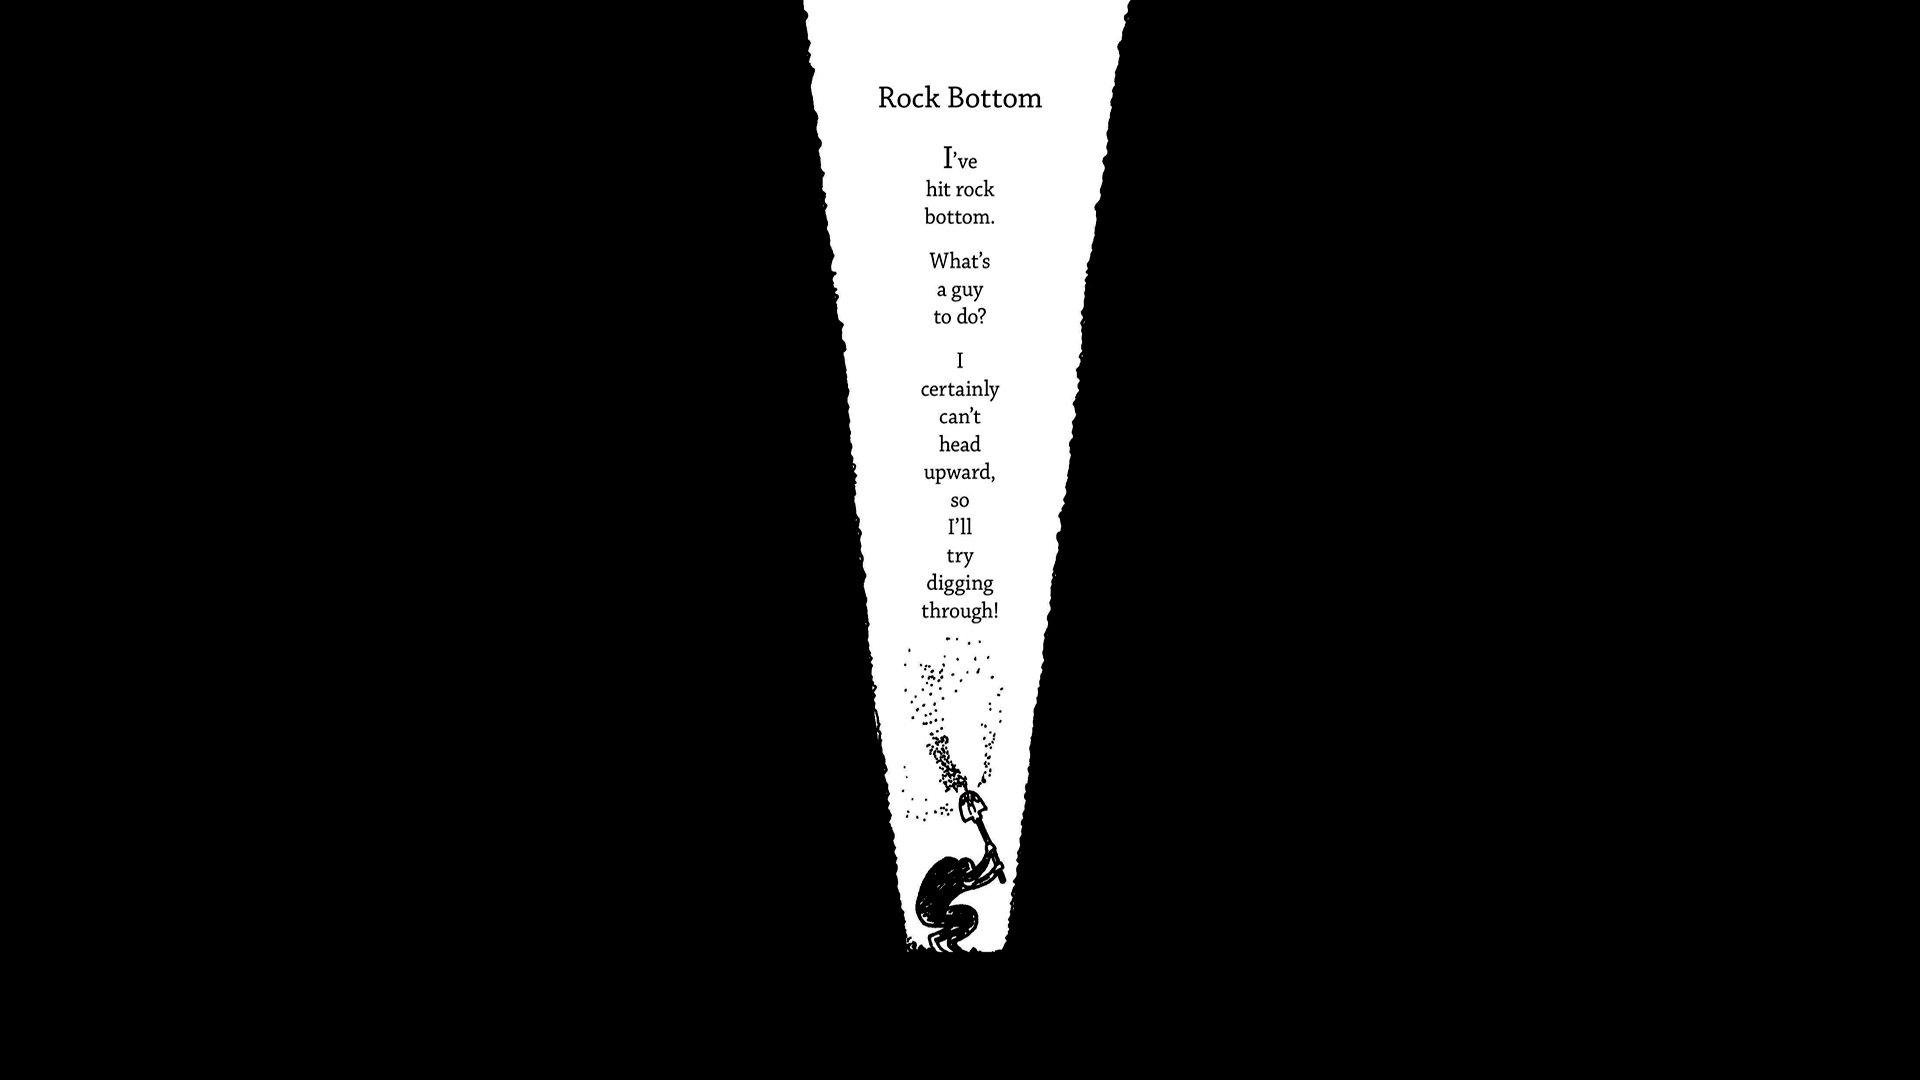 Rock Bottom
I’ve
hit rock
bottom.
What’s
a guy
to do?
I
certainly
can’t
head
upward,
so
I’ll
try
digging
through!